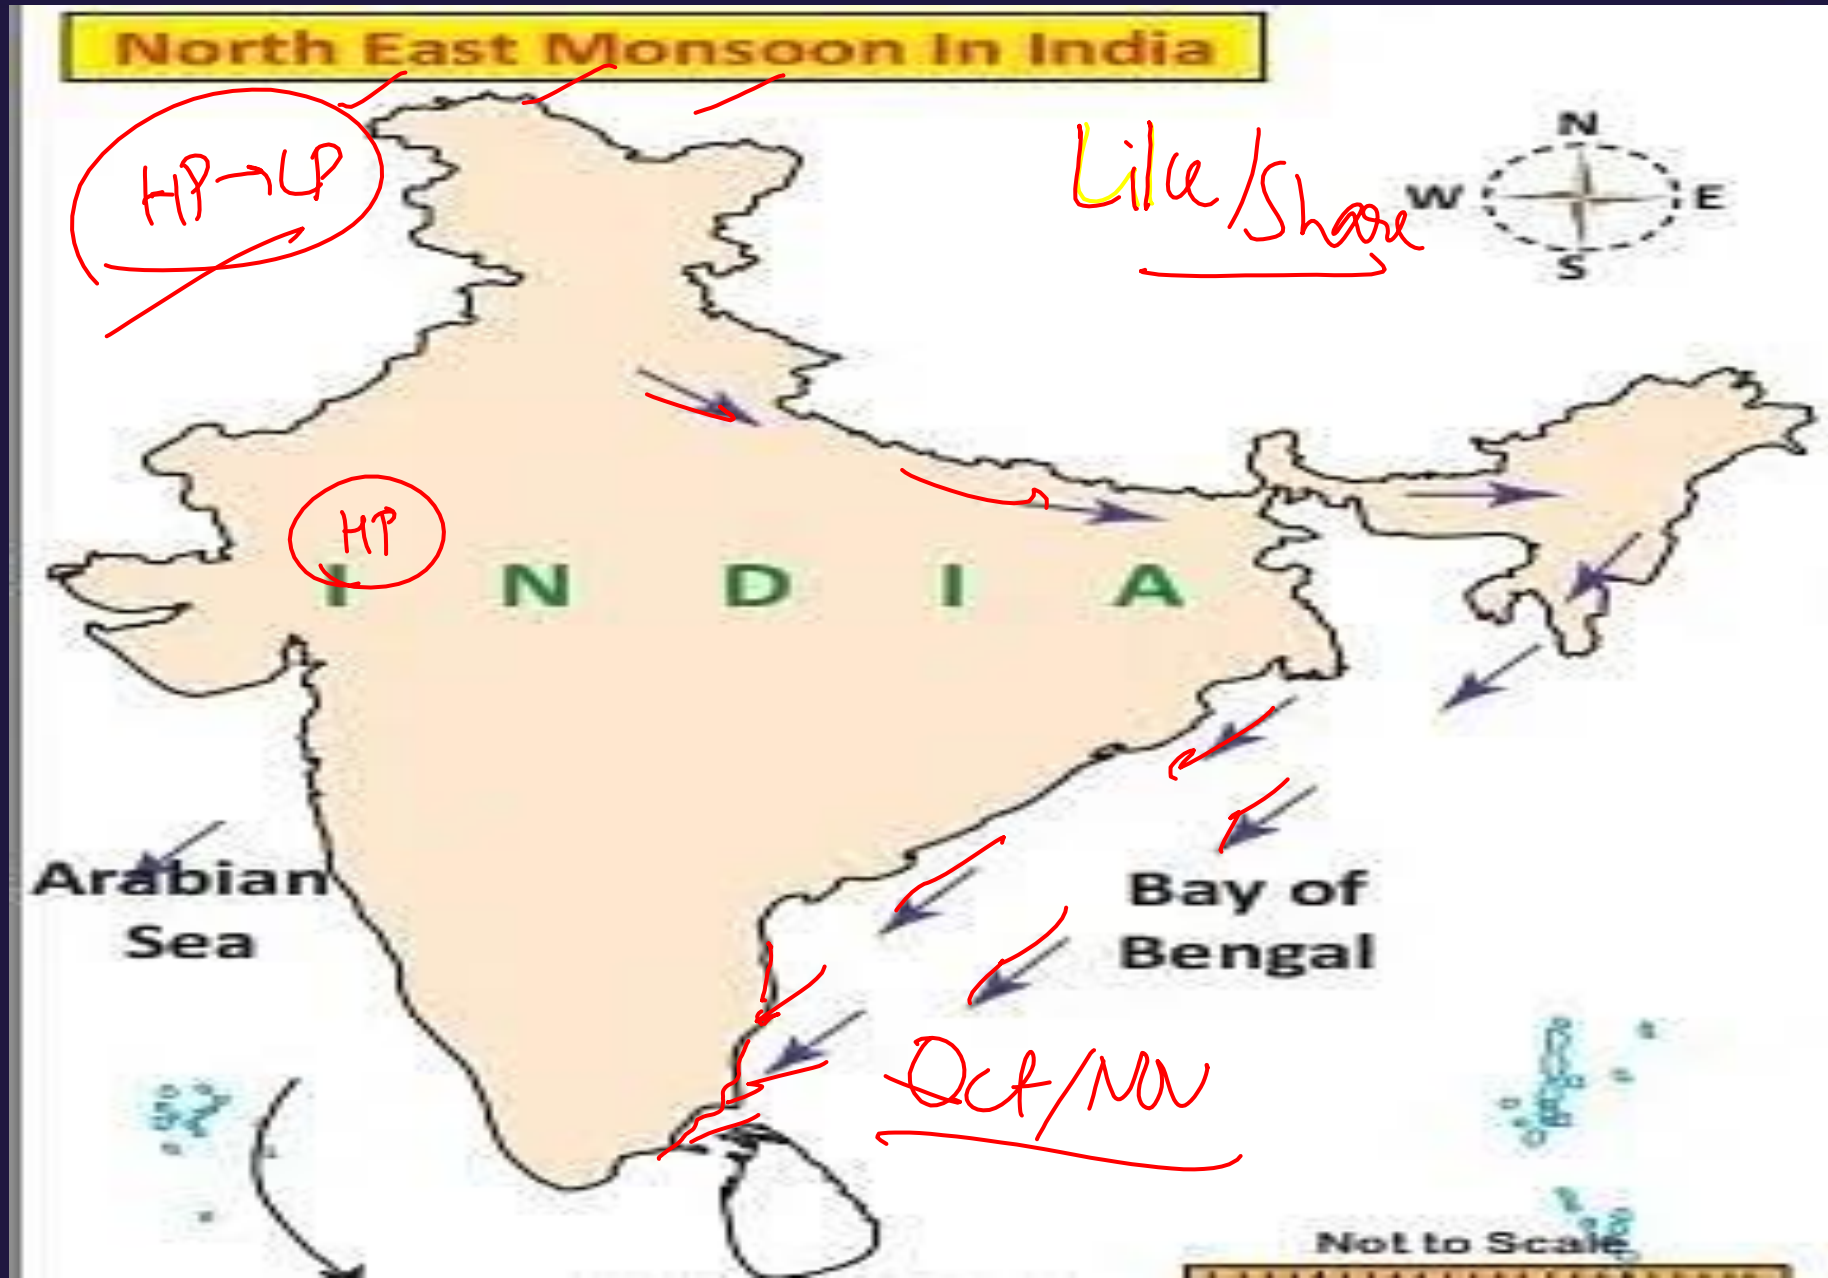 North East Monsoon In India
HP→LP
Like/Share
N
W E
S
HP
I N D I A
Arabian
Sea
Bay of
Bengal
Oct/Nov
Not to Scale